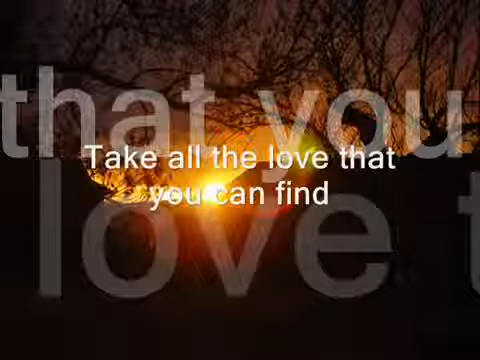 that you
Take all the love that
you can find
love t